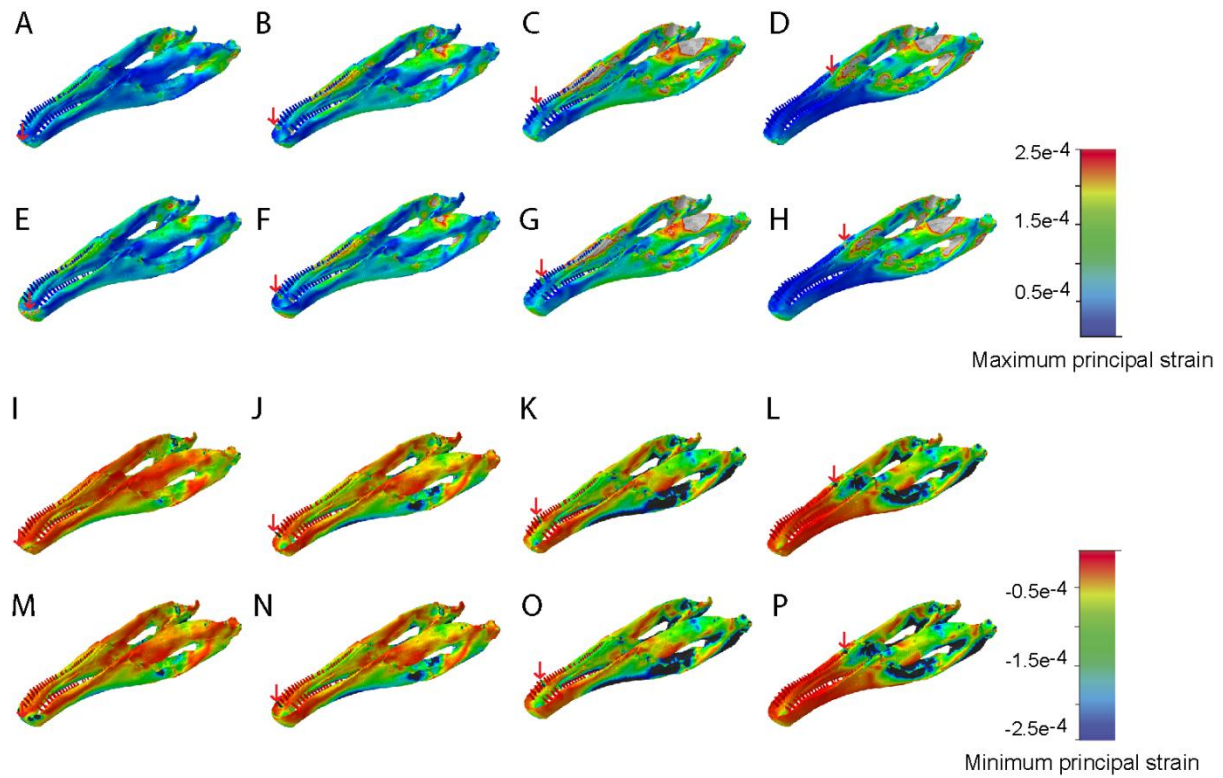 A
B
C
D
2.5e-4
1.5e-4
0.5e-4
Maximum principal strain
E
F
G
H
I
J
K
L
-0.5e-4
-1.5e-4
-2.5e-4
Minimum principal strain
M
N
O
P